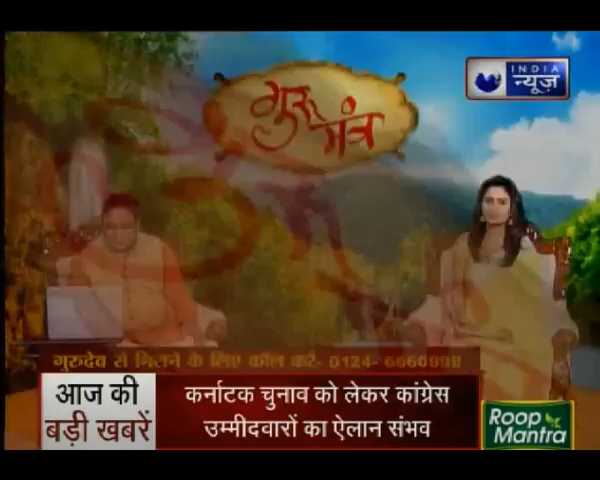 INDIA
न्यूज़
गुरु
मंत्र
गुरुदेव से मिलने के लिए कॉल करें- 0124- 6660999
आज की
बड़ी खबरें
कर्नाटक चुनाव को लेकर कांग्रेस
उम्मीदवारों का ऐलान संभव
Roop
Mantra